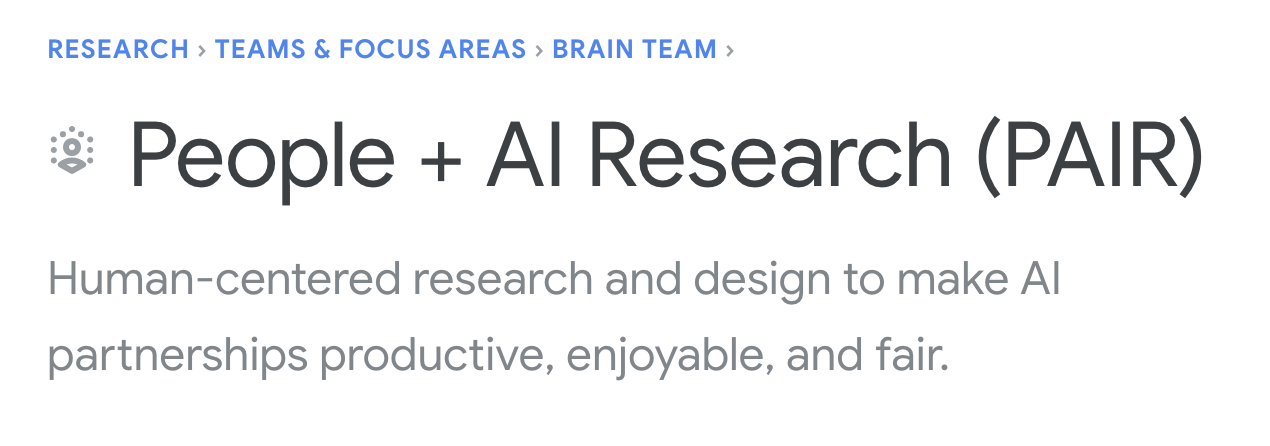 RESEARCH › TEAMS & FOCUS AREAS › BRAIN TEAM ›
People + AI Research (PAIR)
Human-centered research and design to make AI
partnerships productive, enjoyable, and fair.